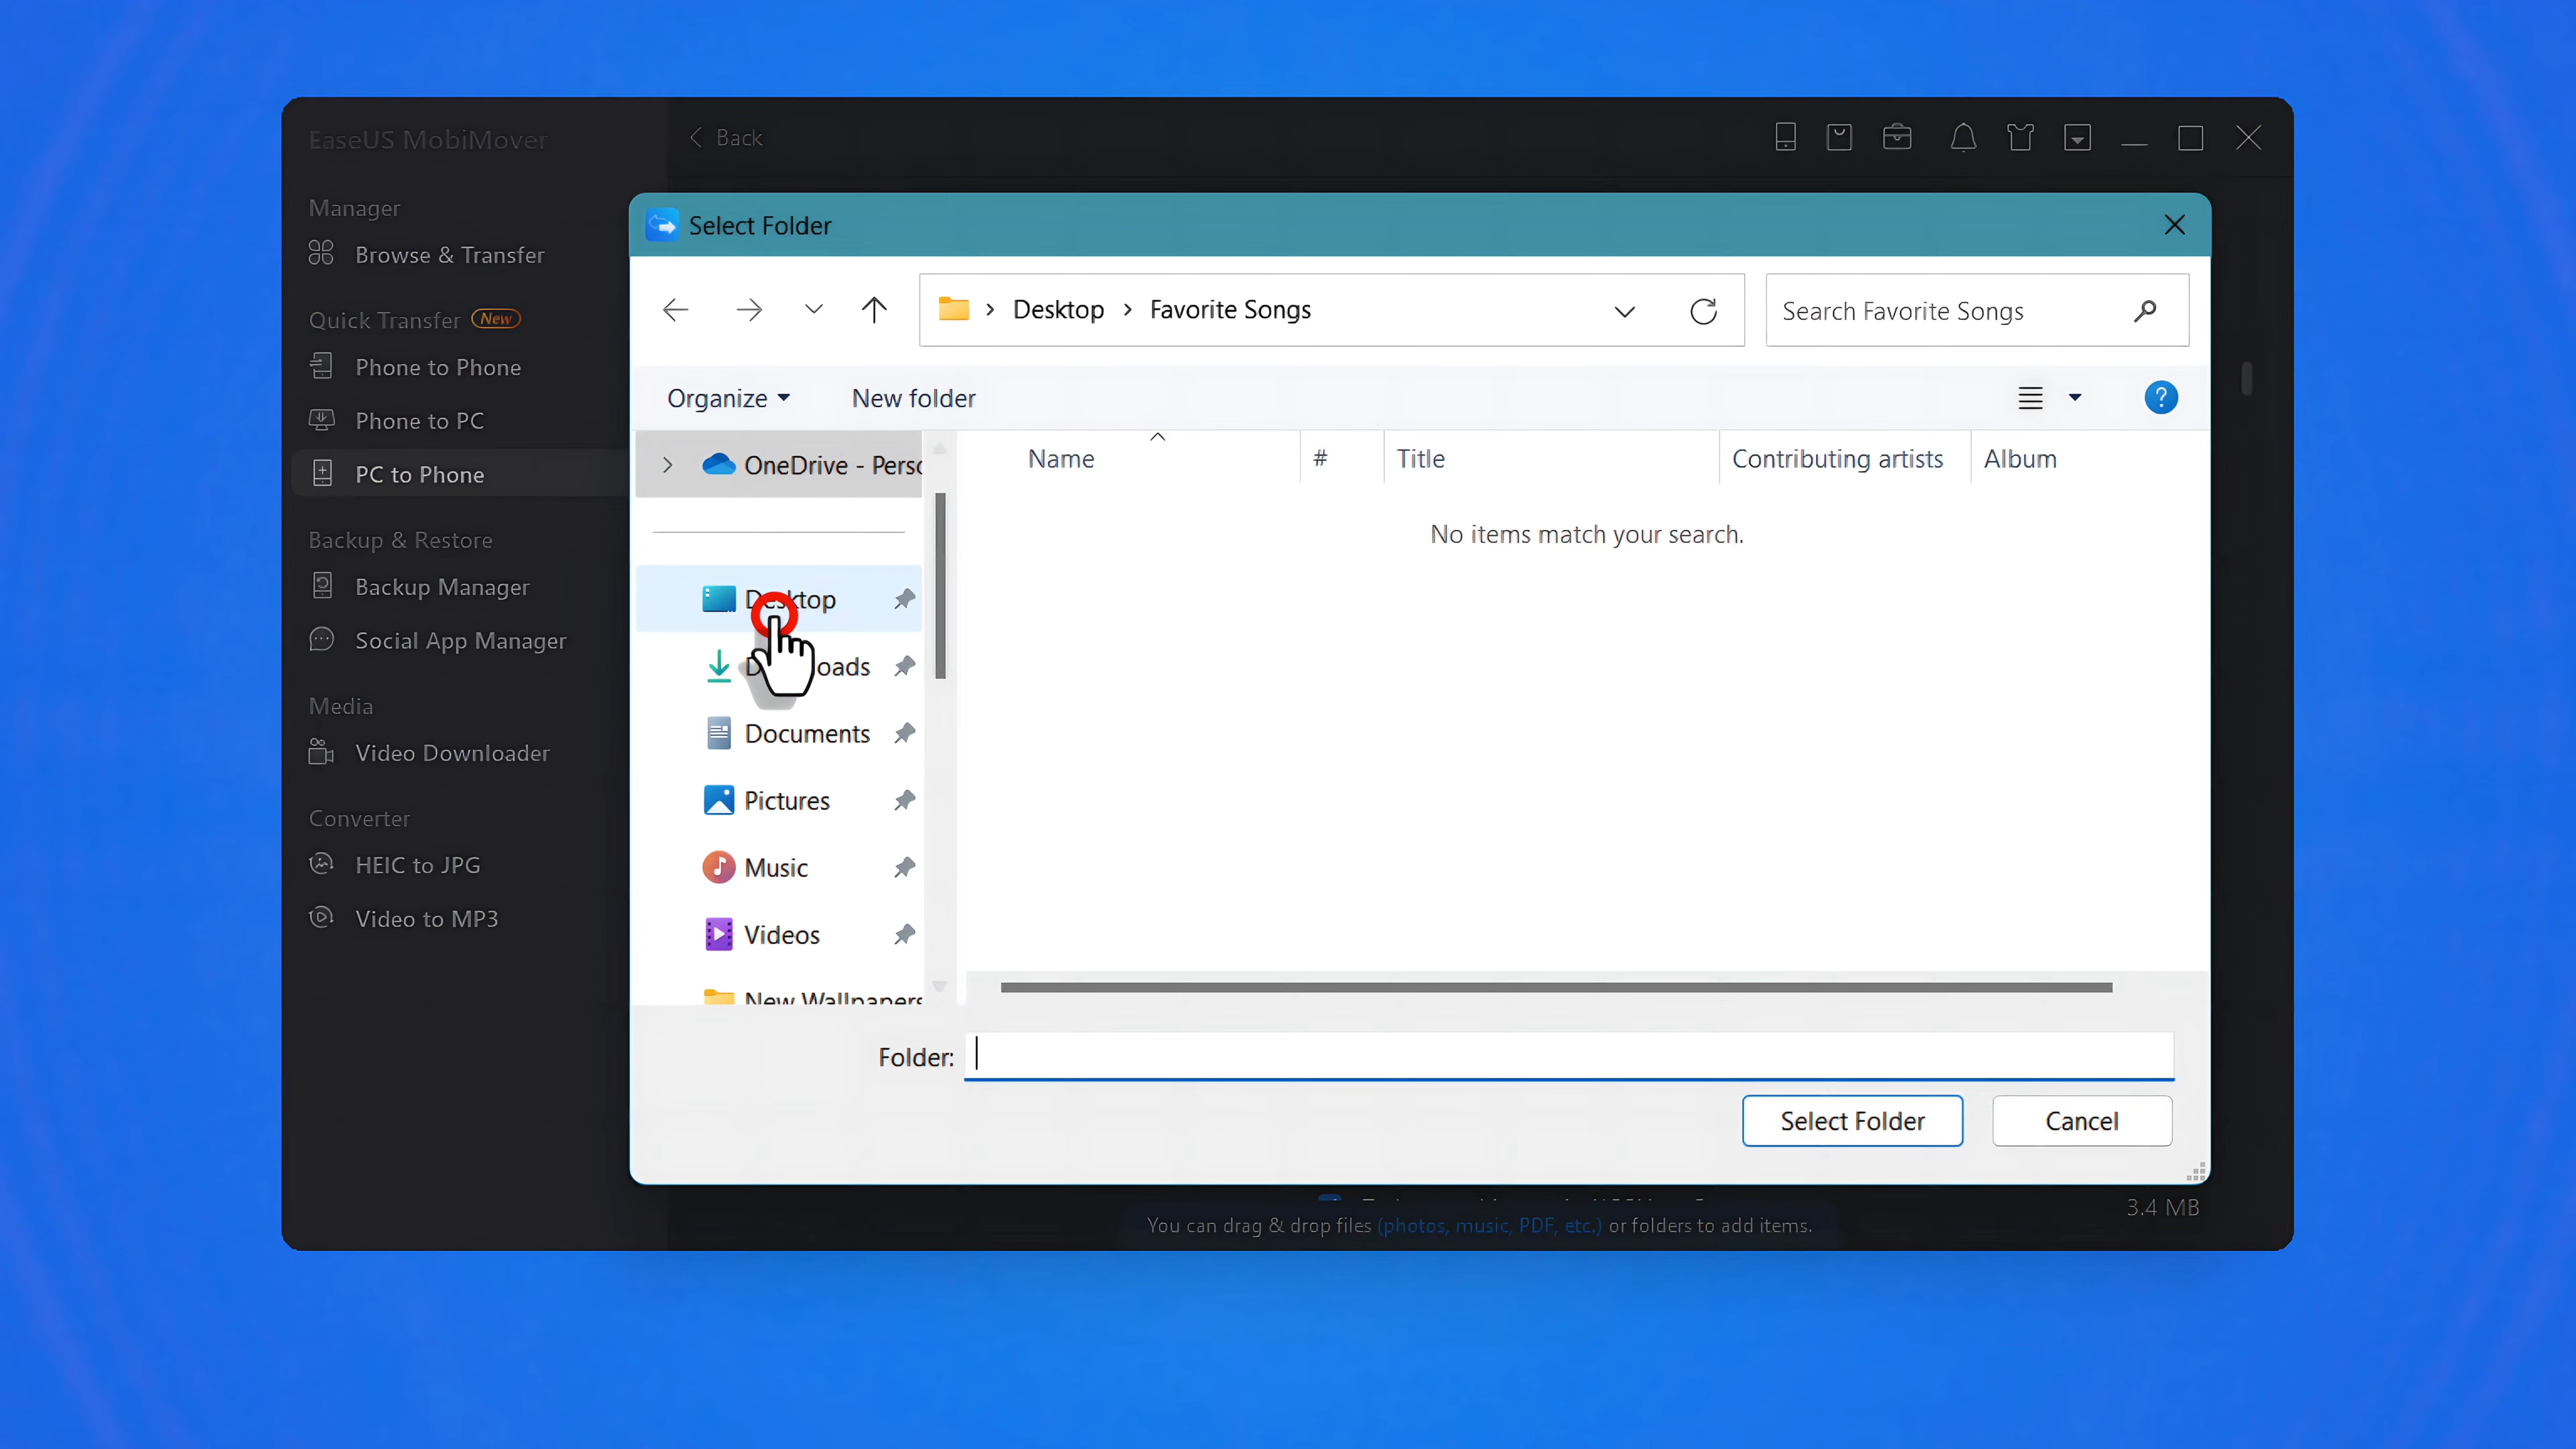 EaseUS MobiMover
Back
Manager
Browse & Transfer
Quick Transfer New
Phone to Phone
Phone to PC
PC to Phone
Backup & Restore
Backup Manager
Social App Manager
Media
Video Downloader
Converter
HEIC to JPG
Video to MP3
Select Folder
Desktop Favorite Songs
Search Favorite Songs
Organize New folder
?
OneDrive - Perso
Name # Title Contributing artists Album
No items match your search.
Desktop
Documents
Pictures
Music
Videos
New Wallpapers
Folder:
Select Folder Cancel
3.4 MB
You can drag & drop files (photos, music, PDF, etc.) or folders to add items.